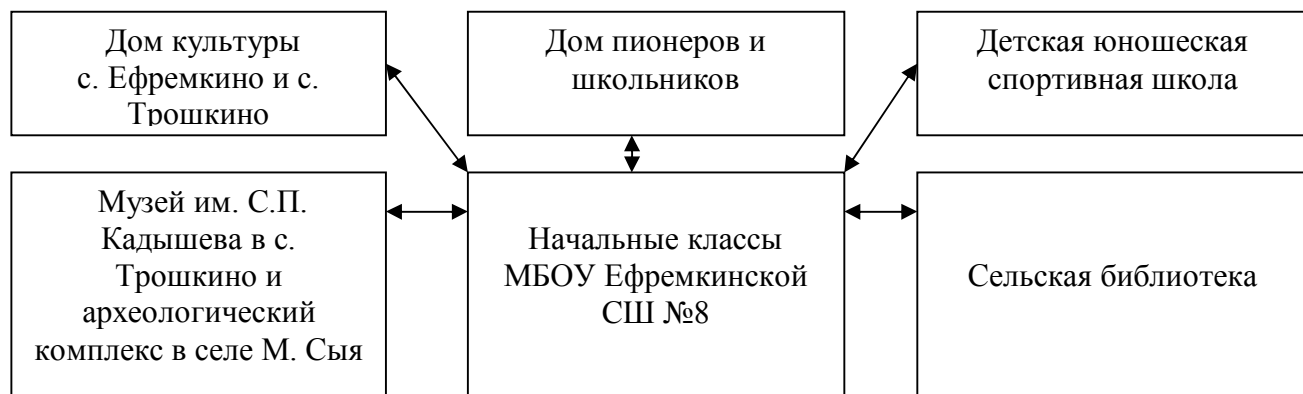 Дом культуры
с. Ефремкино и с.
Трошкино
Дом пионеров и
школьников
Детская юношеская
спортивная школа
Музей им. С.П.
Кадышева в с.
Трошкино и
археологический
комплекс в селе М. Сыя
Начальные классы
МБОУ Ефремкинской
СШ №8
Сельская библиотека